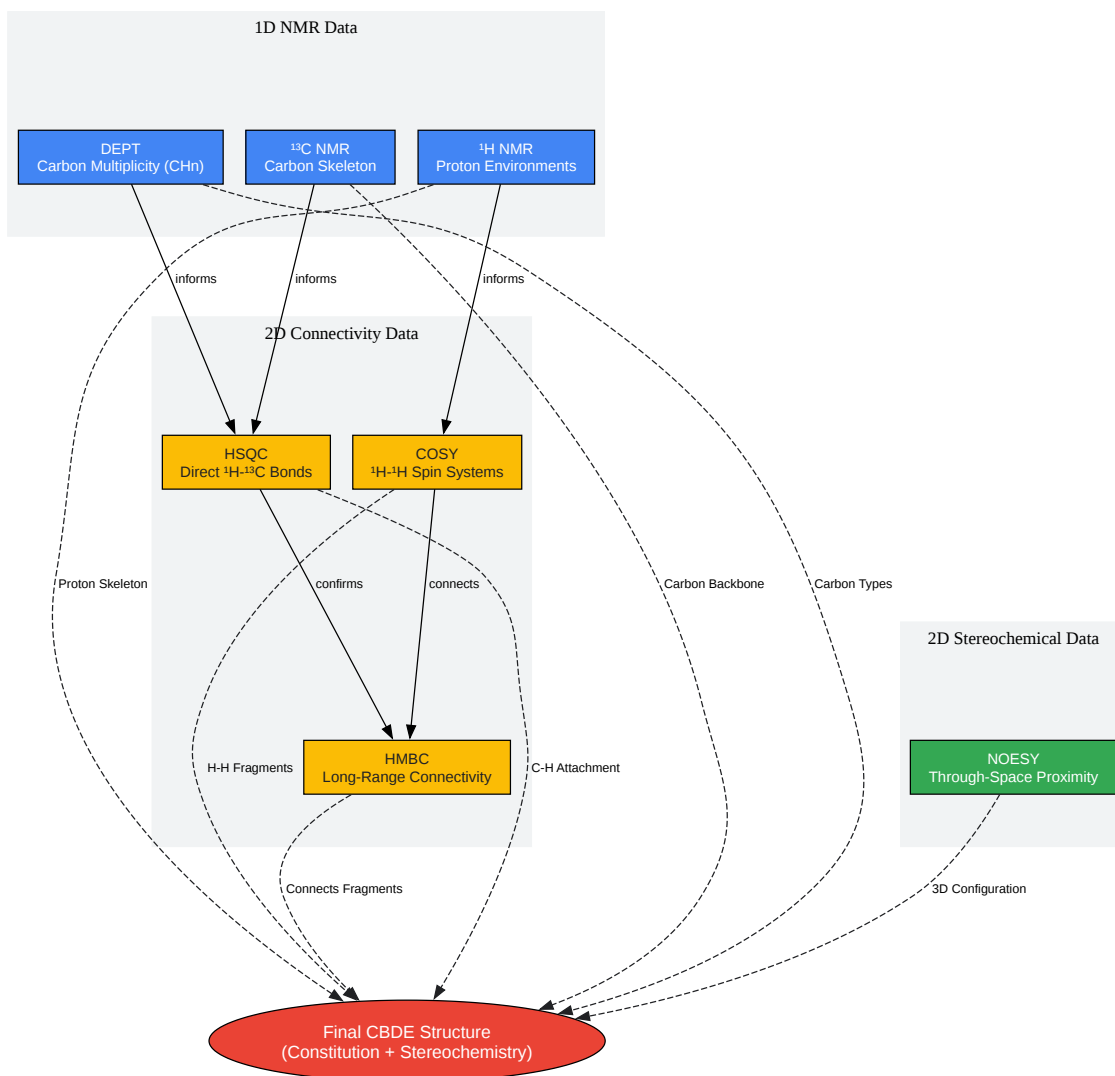 1D NMR Data
DEPT
Carbon Multiplicity (CHn)
¹³C NMR
Carbon Skeleton
¹H NMR
Proton Environments
informs
informs
informs
2D Connectivity Data
HSQC
Direct ¹H-¹³C Bonds
COSY
¹H-¹H Spin Systems
Proton Skeleton
confirms
connects
Carbon Backbone
Carbon Types
2D Stereochemical Data
H-H Fragments
HMBC
Long-Range Connectivity
C-H Attachment
NOESY
Through-Space Proximity
Connects Fragments
3D Configuration
Final CBDE Structure
(Constitution + Stereochemistry)